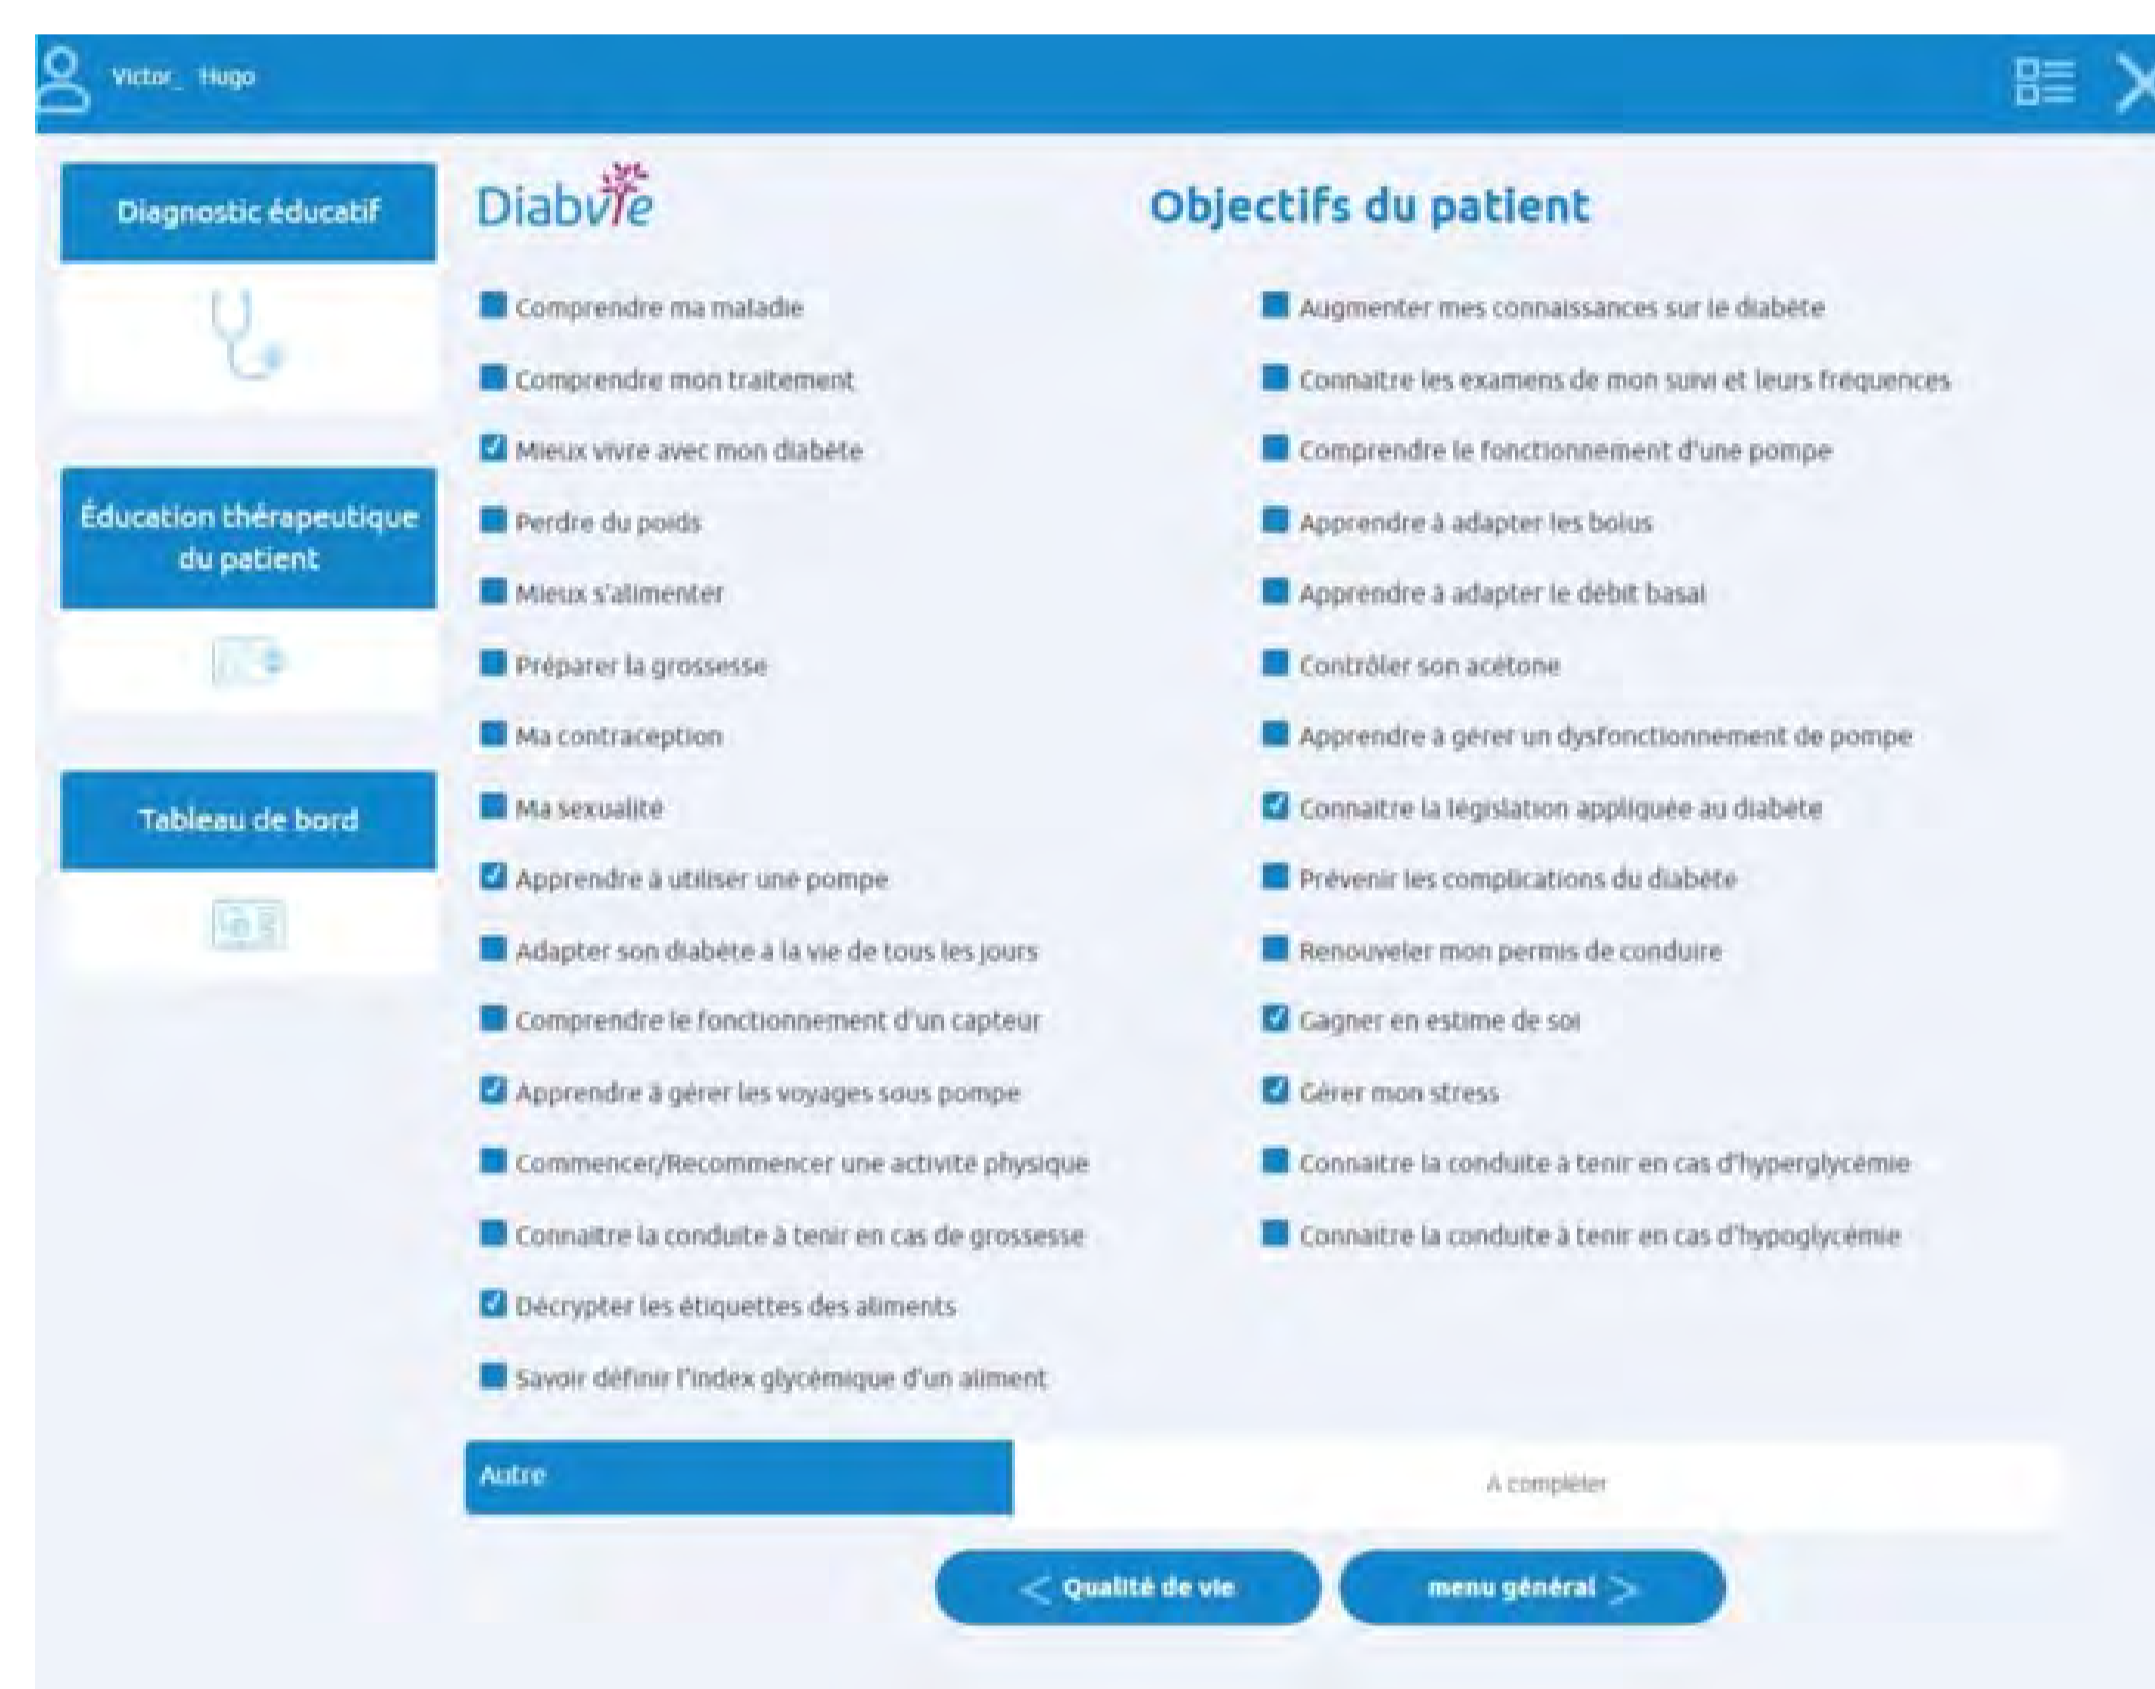 Victor_ Hugo
Diagnostic éducatif
Éducation thérapeutique
du patient
Tableau de bord
Diabvie
Objectifs du patient
Comprendre ma maladie
Comprendre mon traitement
Mieux vivre avec mon diabète
Perdre du poids
Mieux s'alimenter
Préparer la grossesse
Ma contraception
Ma sexualité
Apprendre à utiliser une pompe
Adapter son diabète à la vie de tous les jours
Comprendre le fonctionnement d'un capteur
Apprendre à gérer les voyages sous pompe
Commencer/Recommencer une activité physique
Connaitre la conduite à tenir en cas de grossesse
Décrypter les étiquettes des aliments
Savoir définir l'index glycémique d'un aliment
Augmenter mes connaissances sur le diabète
Connaitre les examens de mon suivi et leurs fréquences
Comprendre le fonctionnement d'une pompe
Apprendre à adapter les bolus
Apprendre à adapter le débit basal
Contrôler son acétone
Apprendre à gérer un dysfonctionnement de pompe
Connaitre la législation appliquée au diabète
Prévenir les complications du diabète
Renouveler mon permis de conduire
Gagner en estime de soi
Gérer mon stress
Connaitre la conduite à tenir en cas d'hyperglycémie
Connaitre la conduite à tenir en cas d'hypoglycémie
Autre
A compléter
< Qualité de vie
menu général >